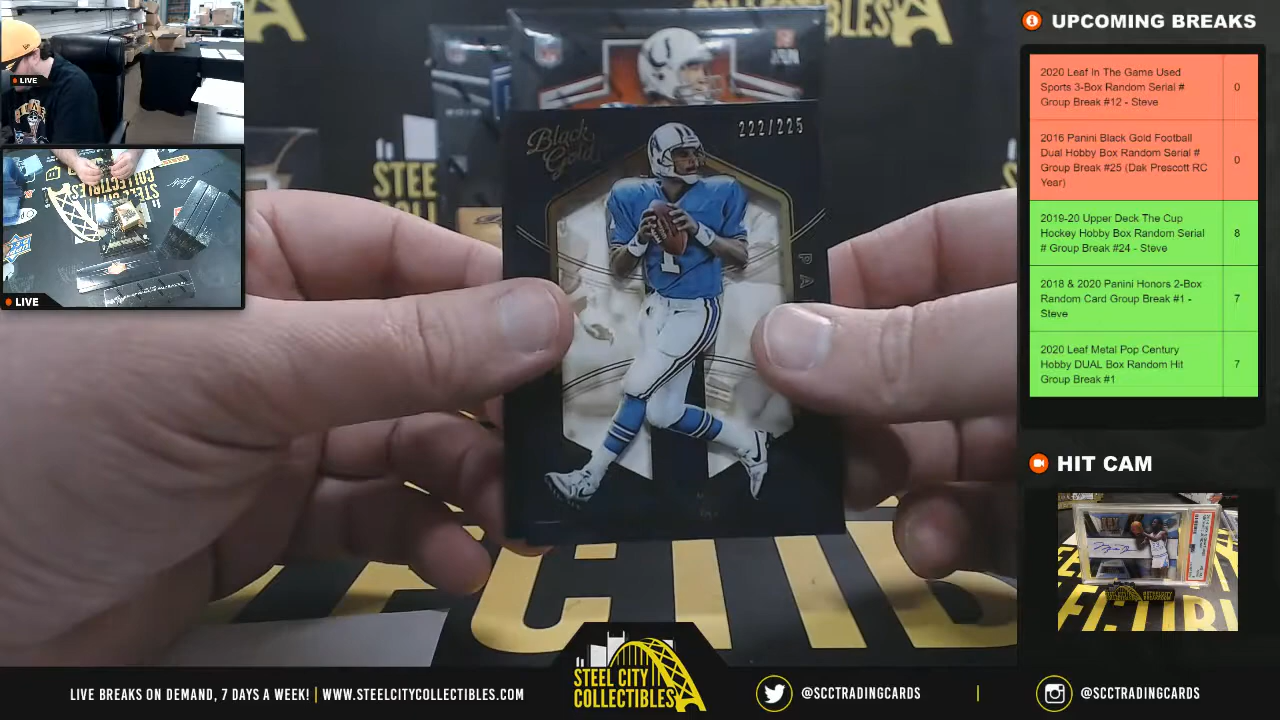 LIVE
LIVE
COLLECTIBLES
STEEL
Black
Gold
222/225
1
UPCOMING BREAKS
2020 Leaf In The Game Used
Sports 3-Box Random Serial #
Group Break #12 - Steve
0
2016 Panini Black Gold Football
Dual Hobby Box Random Serial #
Group Break #25 (Dak Prescott RC
Year)
0
2019-20 Upper Deck The Cup
Hockey Hobby Box Random Serial
# Group Break #24 - Steve
8
2018 & 2020 Panini Honors 2-Box
Random Card Group Break #1 -
Steve
7
2020 Leaf Metal Pop Century
Hobby DUAL Box Random Hit
Group Break #1
7
HIT CAM
LIVE BREAKS ON DEMAND, 7 DAYS A WEEK! | WWW.STEELCITYCOLLECTIBLES.COM
STEEL CITY
COLLECTIBLES
@SCCTRADINGCARDS
@SCCTRADINGCARDS